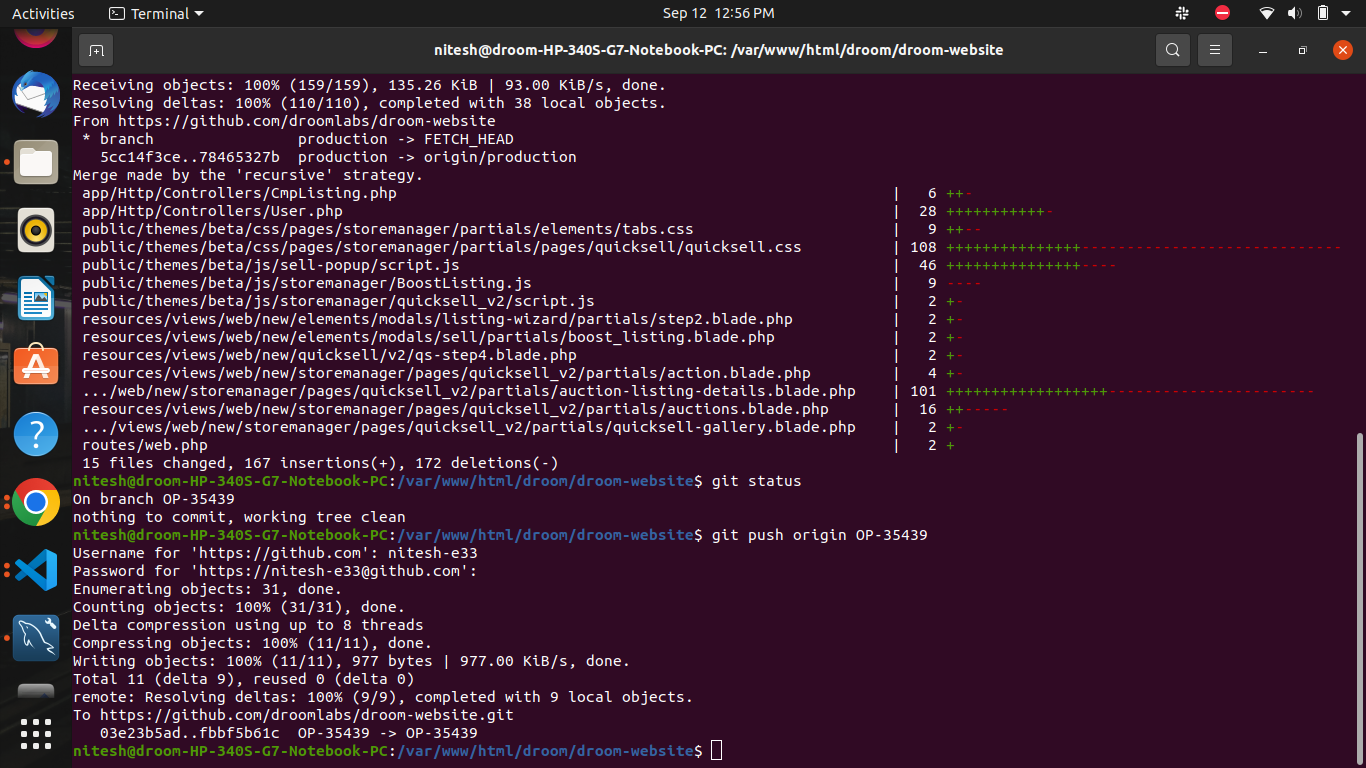 Activities Terminal Sep 12 12:56 PM
nitesh@droom-HP-340S-G7-Notebook-PC: /var/www/html/droom/droom-website
Receiving objects: 100% (159/159), 135.26 KiB | 93.00 KiB/s, done.
Resolving deltas: 100% (110/110), completed with 38 local objects.
From https://github.com/droomlabs/droom-website
 * branch                production -> FETCH_HEAD
   5cc14f3ce..78465327b  production -> origin/production
Merge made by the 'recursive' strategy.
 app/Http/Controllers/CmpListing.php | 6 ++-
 app/Http/Controllers/User.php | 28 +++++++++++-
 public/themes/beta/css/pages/storemanager/partials/elements/tabs.css | 9 ++--
 public/themes/beta/css/pages/storemanager/partials/pages/quicksell/quicksell.css | 108 +++++++++++++++-----------------------------
 public/themes/beta/js/sell-popup/script.js | 46 +++++++++++++++----
 public/themes/beta/js/storemanager/BoostListing.js | 9 ----
 public/themes/beta/js/storemanager/quicksell_v2/script.js | 2 +-
 resources/views/web/new/elements/modals/listing-wizard/partials/step2.blade.php | 2 +-
 resources/views/web/new/elements/modals/sell/partials/boost_listing.blade.php | 2 +-
 resources/views/web/new/quicksell/v2/qs-step4.blade.php | 2 +-
 resources/views/web/new/storemanager/pages/quicksell_v2/partials/action.blade.php | 4 +-
 .../web/new/storemanager/pages/quicksell_v2/partials/auction-listing-details.blade.php | 101 ++++++++++++++++++-----------------------
 resources/views/web/new/storemanager/pages/quicksell_v2/partials/auctions.blade.php | 16 ++-----
 .../views/web/new/storemanager/pages/quicksell_v2/partials/quicksell-gallery.blade.php | 2 +-
 routes/web.php | 2 +
 15 files changed, 167 insertions(+), 172 deletions(-)
nitesh@droom-HP-340S-G7-Notebook-PC:/var/www/html/droom/droom-website$ git status
On branch OP-35439
nothing to commit, working tree clean
nitesh@droom-HP-340S-G7-Notebook-PC:/var/www/html/droom/droom-website$ git push origin OP-35439
Username for 'https://github.com': nitesh-e33
Password for 'https://nitesh-e33@github.com':
Enumerating objects: 31, done.
Counting objects: 100% (31/31), done.
Delta compression using up to 8 threads
Compressing objects: 100% (11/11), done.
Writing objects: 100% (11/11), 977 bytes | 977.00 KiB/s, done.
Total 11 (delta 9), reused 0 (delta 0)
remote: Resolving deltas: 100% (9/9), completed with 9 local objects.
To https://github.com/droomlabs/droom-website.git
   03e23b5ad..fbbf5b61c  OP-35439 -> OP-35439
nitesh@droom-HP-340S-G7-Notebook-PC:/var/www/html/droom/droom-website$